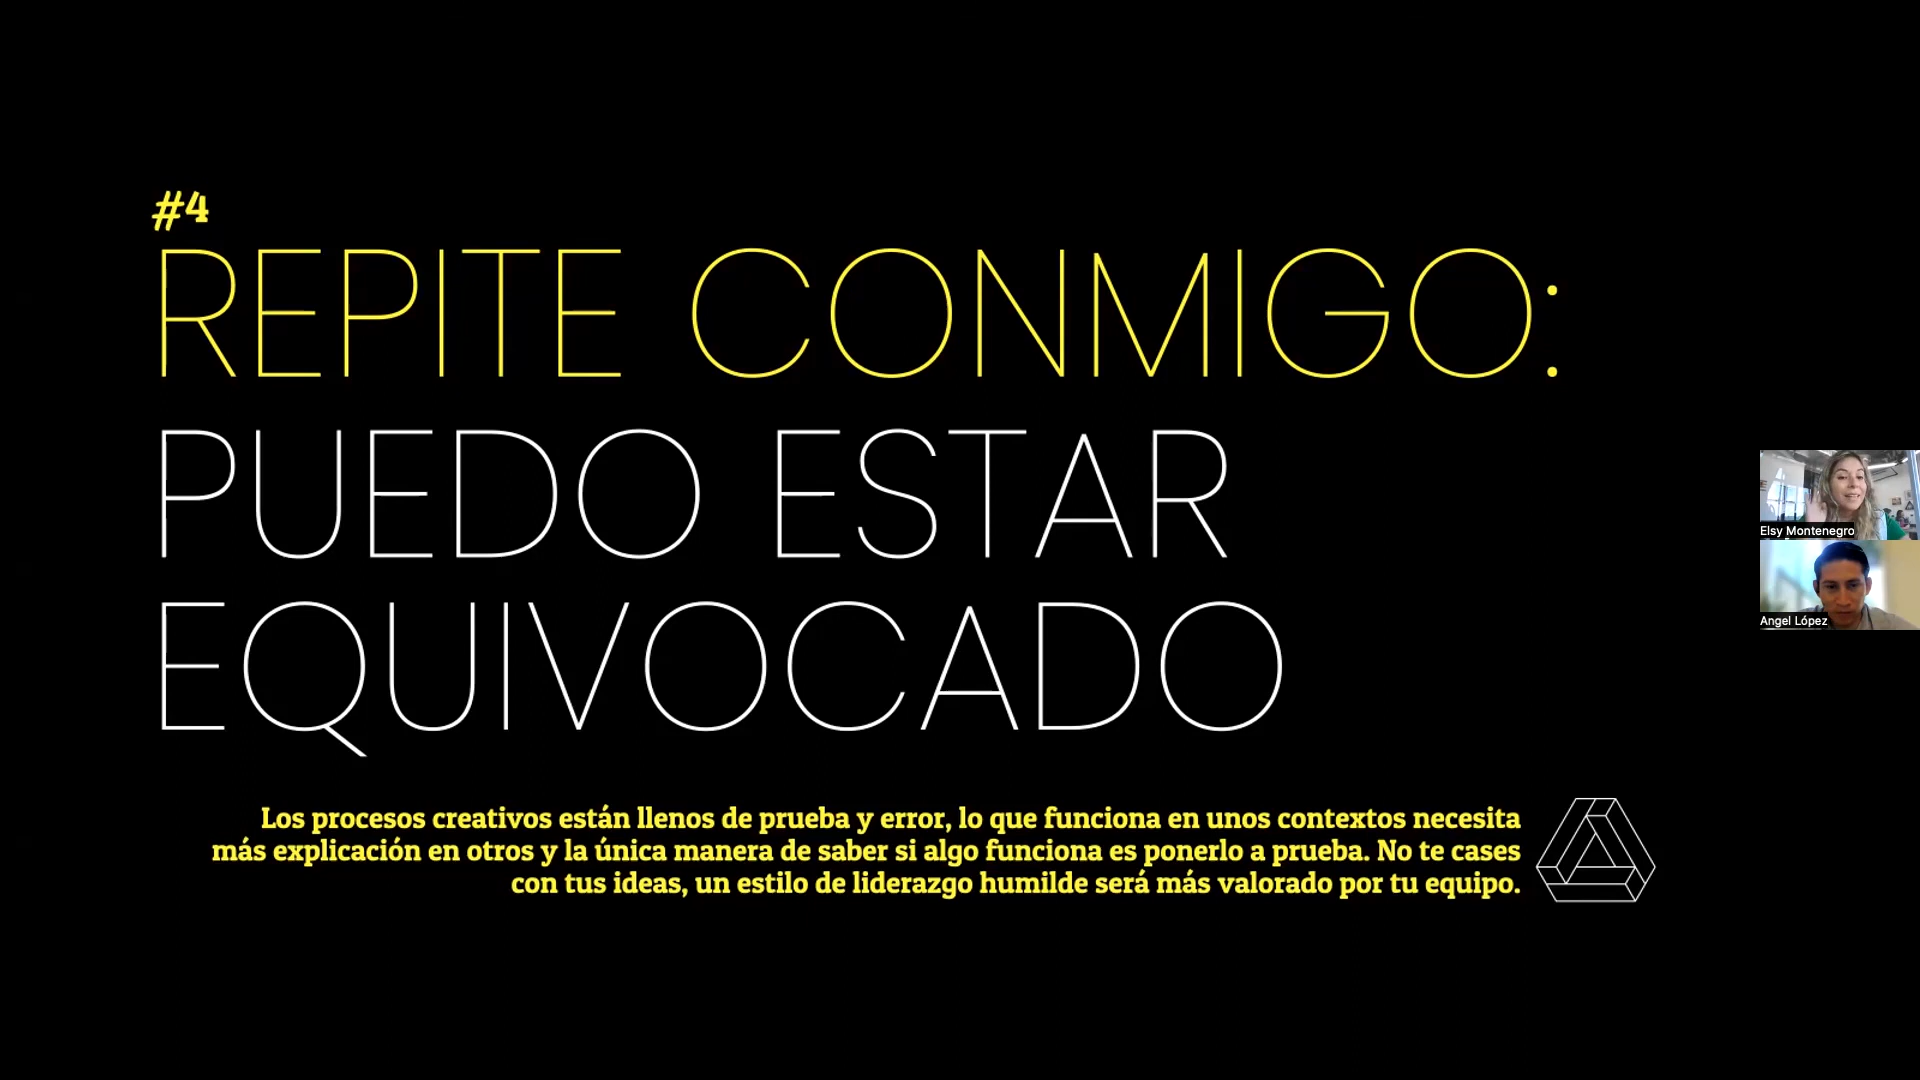 #4
REPITE CONMIGO:
PUEDO ESTAR
EQUIVOCADO
Los procesos creativos están llenos de prueba y error, lo que funciona en unos contextos necesita
más explicación en otros y la única manera de saber si algo funciona es ponerlo a prueba. No te cases
con tus ideas, un estilo de liderazgo humilde será más valorado por tu equipo.
Elsy Montenegro
Angel López